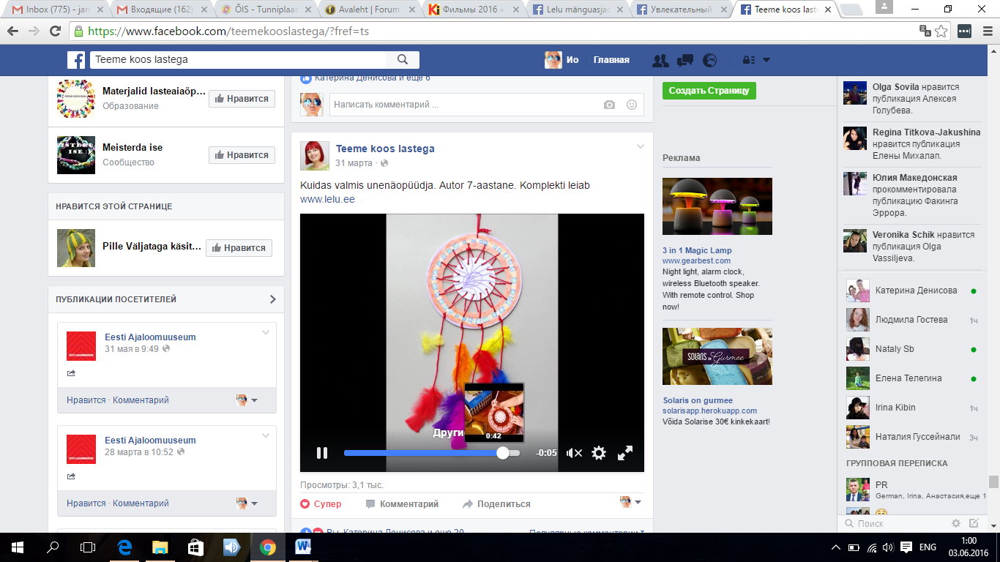 Inbox (775) - jan
Входящие (162)
ÕIS - Tunniplaan
Avaleht | Forum
Фильмы 2016 »
Lelu mänguasjad
Увлекательный
Teeme koos laste
https://www.facebook.com/teemekooslastega/?fref=ts
Teeme koos lastega
Ио
Главная
Materjalid lasteaiaõp...
Образование
Нравится
Meisterda ise
Сообщество
Нравится
НРАВИТСЯ ЭТОЙ СТРАНИЦЕ
Pille Väljataga käsit...
Нравится
ПУБЛИКАЦИИ ПОСЕТИТЕЛЕЙ
Eesti Ajaloomuuseum
31 мая в 9:49
Нравится · Комментарий
Eesti Ajaloomuuseum
28 марта в 10:52
Нравится · Комментарий
Катерина Денисова и еще 6
Написать комментарий ...
Teeme koos lastega
31 марта ·
Kuidas valmis unenäopüüdja. Autor 7-aastane. Komplekti leiab
www.lelu.ee
Други
0:42
-0:05
Просмотры: 3,1 тыс.
Супер
Комментарий
Поделиться
Вы, Катерина Денисова и еще 20
Популярные комментарии
Создать Страницу
Реклама
3 in 1 Magic Lamp
www.gearbest.com
Night light, alarm clock,
wireless Bluetooth speaker.
With remote control. Shop
now!
SOLARIS on Gurmee
Solaris on gurmee
solarisapp.herokuapp.com
Võida Solarise 30€ kinkekaart!
Olga Sovila нравится
публикация Алексея
Голубева.
Regina Titkova-Jakushina
нравится публикация
Елены Михалап.
Юлия Македонская
прокомментировала
публикацию Факинга
Эррора.
Veronika Schik нравится
публикация Olga
Vassiljeva.
Катерина Денисова
Людмила Гостева 1ч
Nataly Sb
Елена Телегина
Irina Kibin 1ч
Наталия Гуссейнали 3ч
ГРУППОВАЯ ПЕРЕПИСКА
PR
German, Irina, Анастасия,еще 1
Поиск
ENG
1:00
03.06.2016